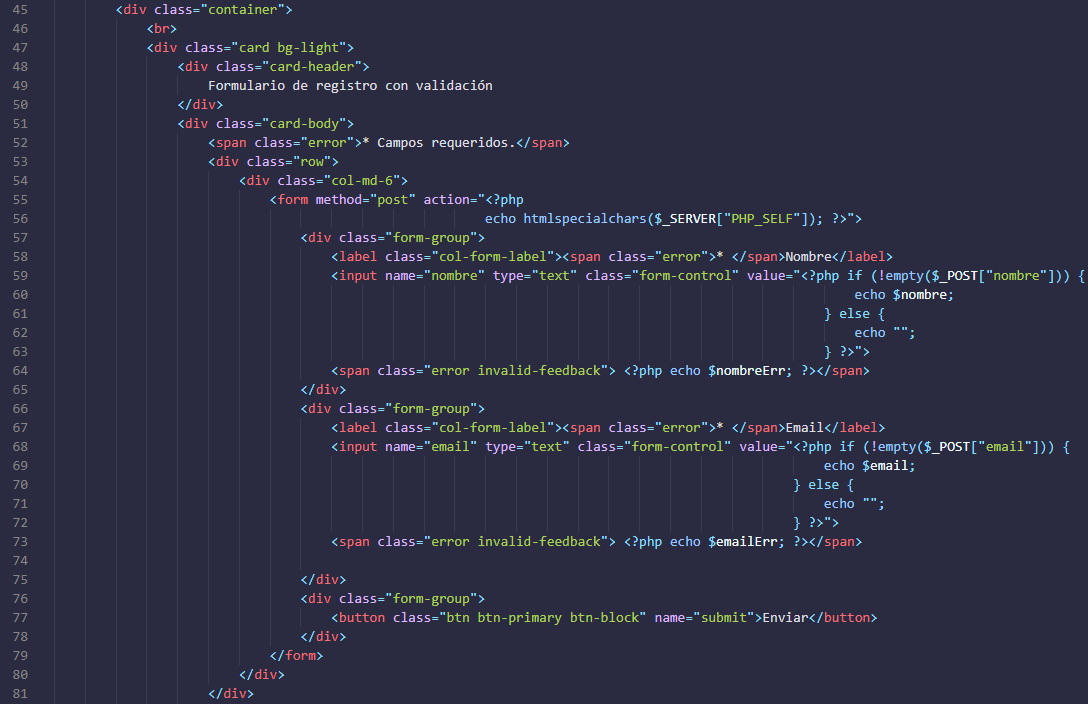 45 <div class="container">
46 <br>
47 <div class="card bg-light">
48 <div class="card-header">
49 Formulario de registro con validación
50 </div>
51 <div class="card-body">
52 <span class="error">* Campos requeridos.</span>
53 <div class="row">
54 <div class="col-md-6">
55 <form method="post" action="<?php
56 echo htmlspecialchars($_SERVER["PHP_SELF"]); ?>">
57 <div class="form-group">
58 <label class="col-form-label"><span class="error">* </span>Nombre</label>
59 <input name="nombre" type="text" class="form-control" value="<?php if (!empty($_POST["nombre"])) {
60 echo $nombre;
61 } else {
62 echo "";
63 } ?>">
64 <span class="error invalid-feedback"> <?php echo $nombreErr; ?></span>
65 </div>
66 <div class="form-group">
67 <label class="col-form-label"><span class="error">* </span>Email</label>
68 <input name="email" type="text" class="form-control" value="<?php if (!empty($_POST["email"])) {
69 echo $email;
70 } else {
71 echo "";
72 } ?>">
73 <span class="error invalid-feedback"> <?php echo $emailErr; ?></span>
74
75 </div>
76 <div class="form-group">
77 <button class="btn btn-primary btn-block" name="submit">Enviar</button>
78 </div>
79 </form>
80 </div>
81 </div>